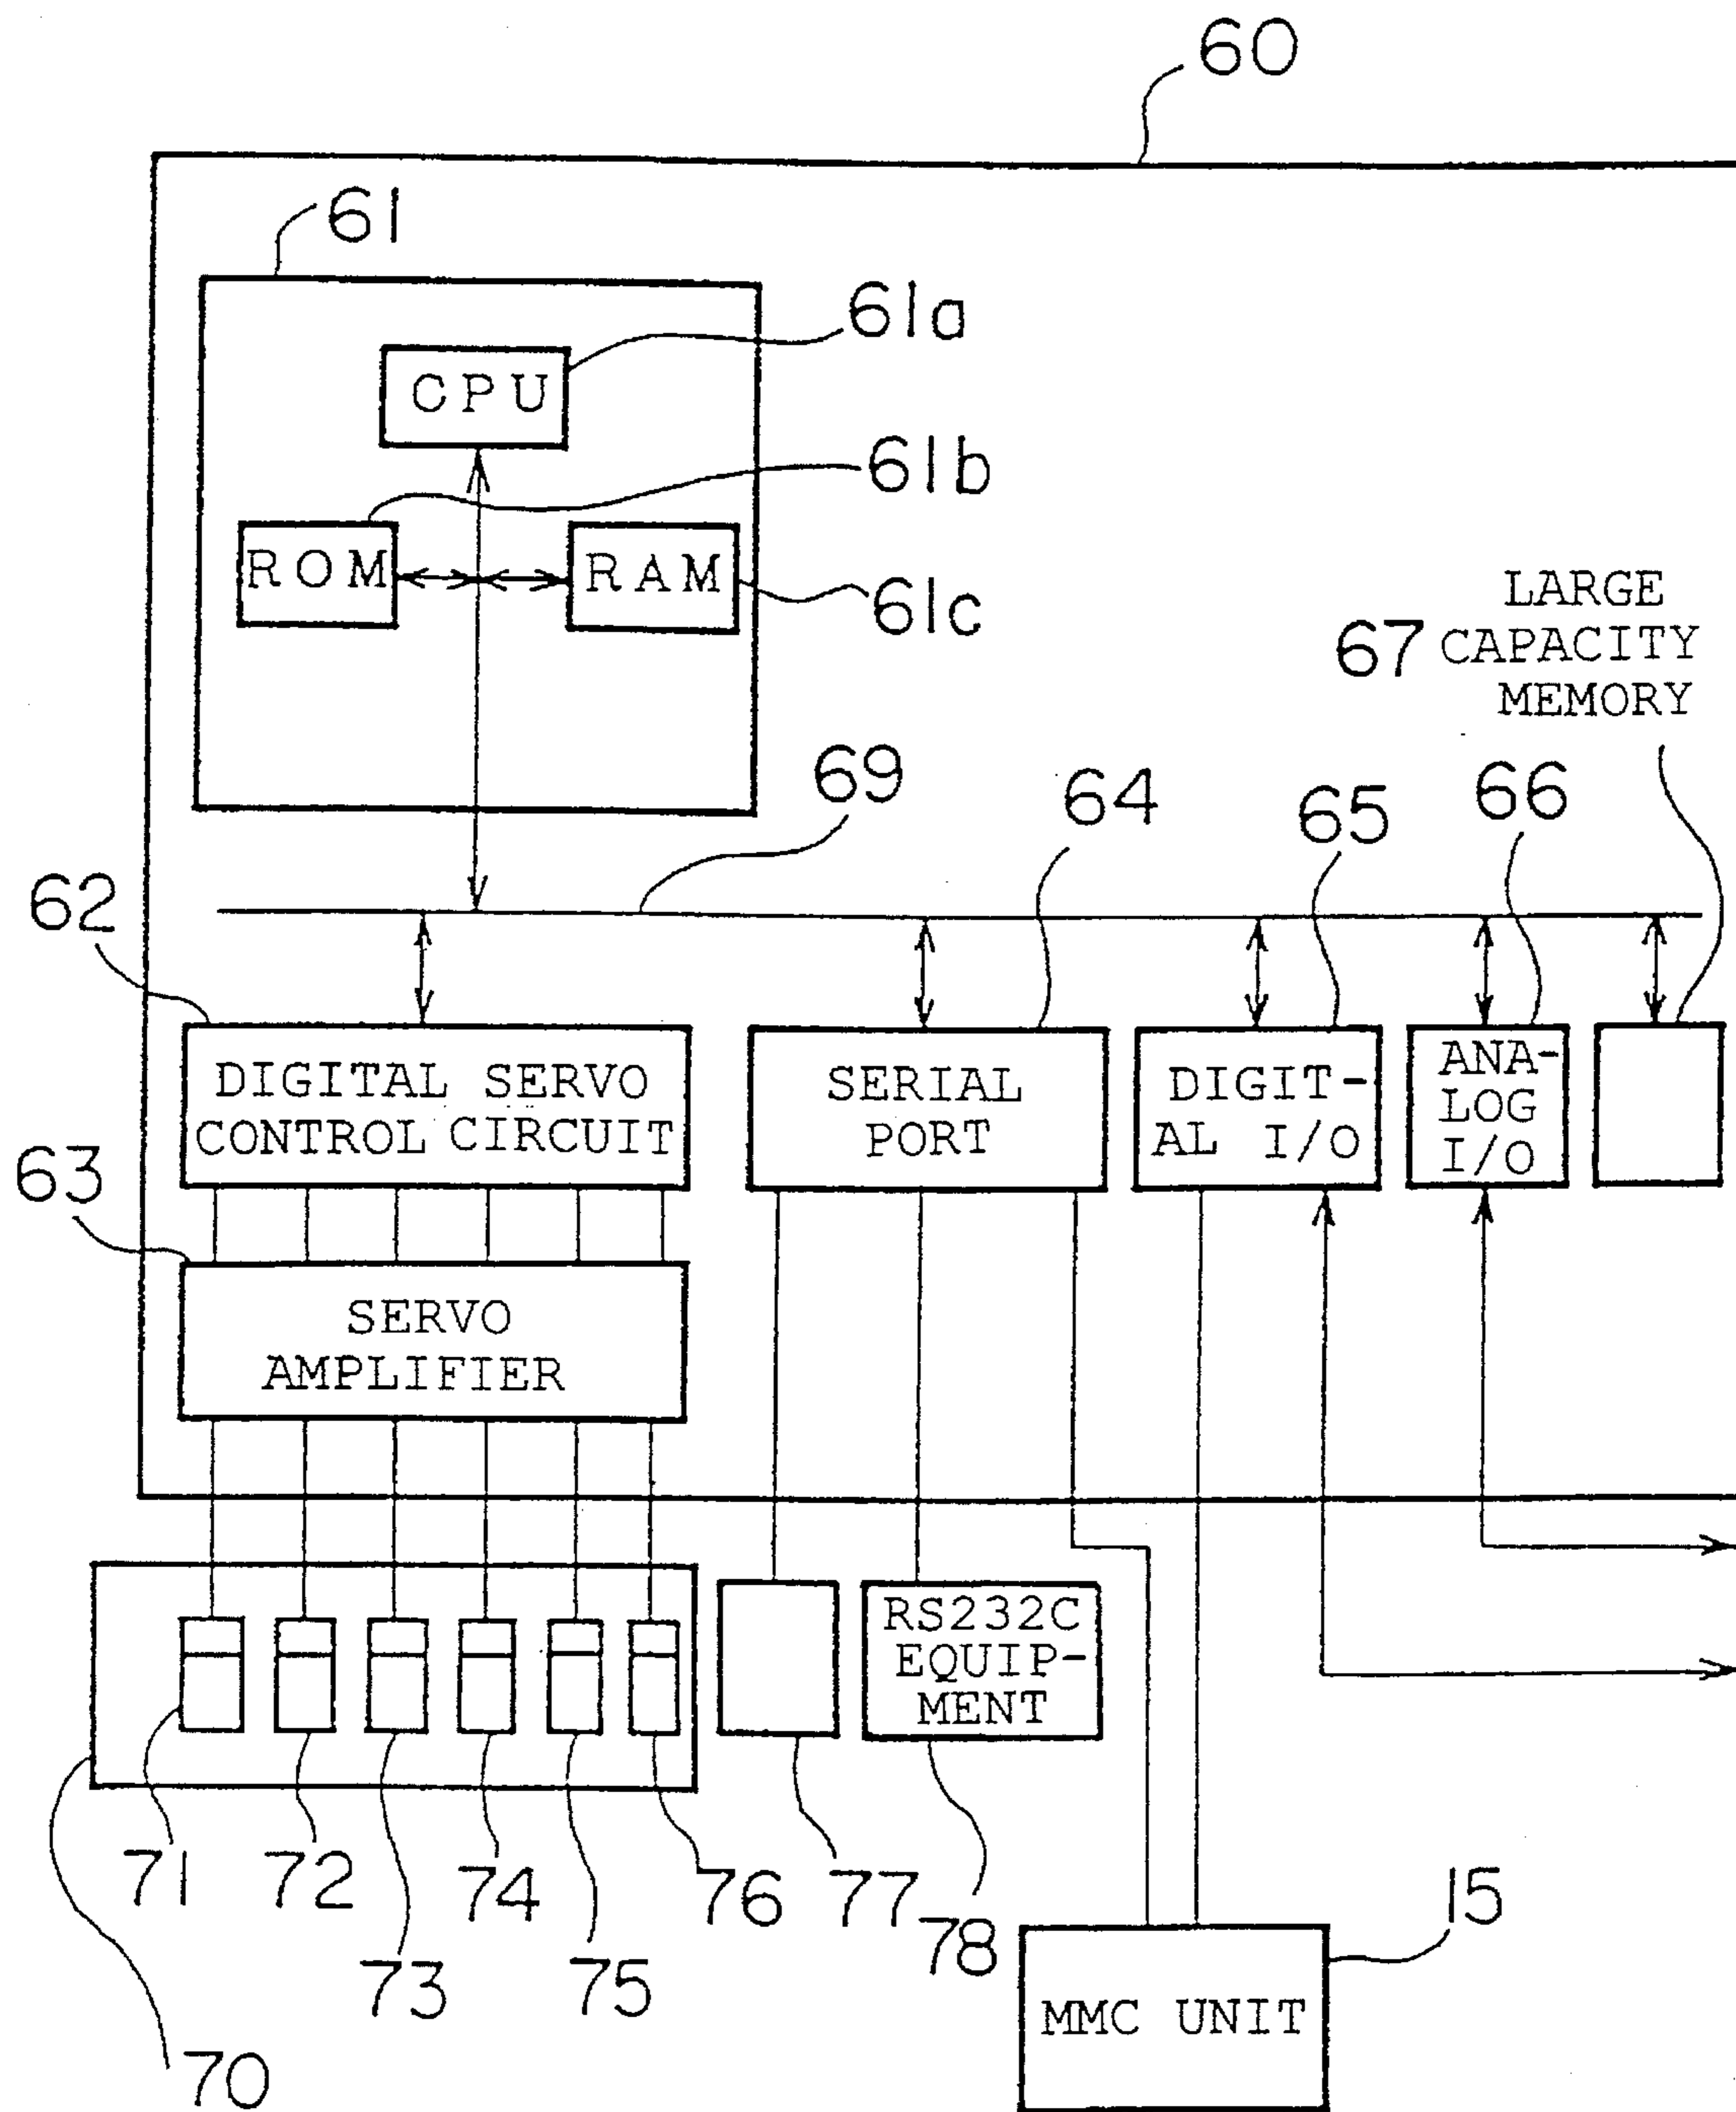 60
61
61a
CPU
61b
ROM
RAM
61c
LARGE
67 CAPACITY
MEMORY
69
64
65
66
62
DIGITAL SERVO
CONTROL CIRCUIT
SERIAL
PORT
DIGIT-
AL I/O
ANA-
LOG
I/O
63
SERVO
AMPLIFIER
RS232C
EQUIP-
MENT
71
72
73
74
75
76
77
78
15
MMC UNIT
70